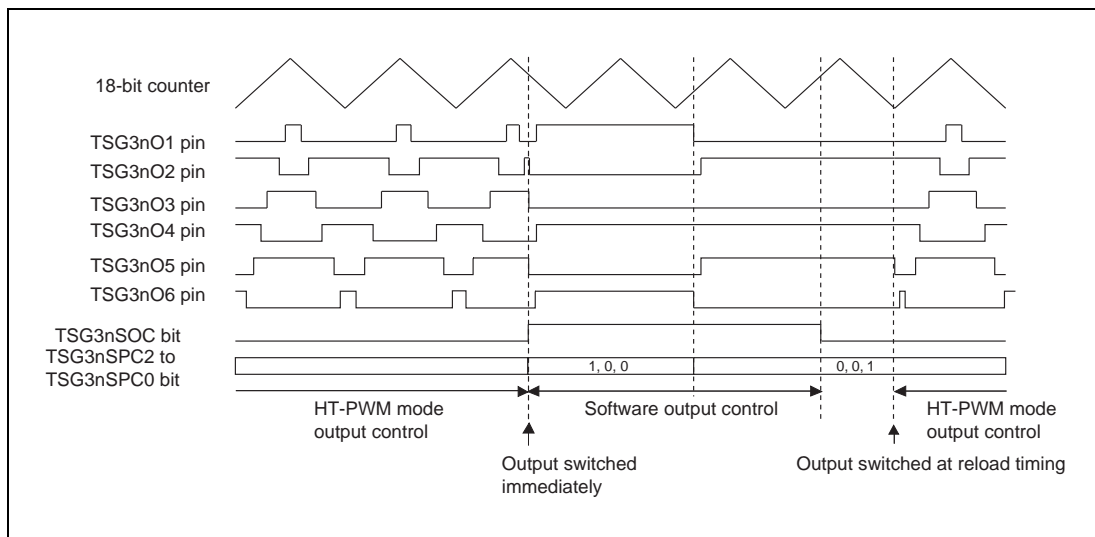 18-bit counter
TSG3nO1 pin
TSG3nO2 pin
TSG3nO3 pin
TSG3nO4 pin
TSG3nO5 pin
TSG3nO6 pin
TSG3nSOC bit
TSG3nSPC2 to
TSG3nSPC0 bit
1, 0, 0
0, 0, 1
HT-PWM mode
output control
Software output control
HT-PWM mode
output control
Output switched
immediately
Output switched at reload timing